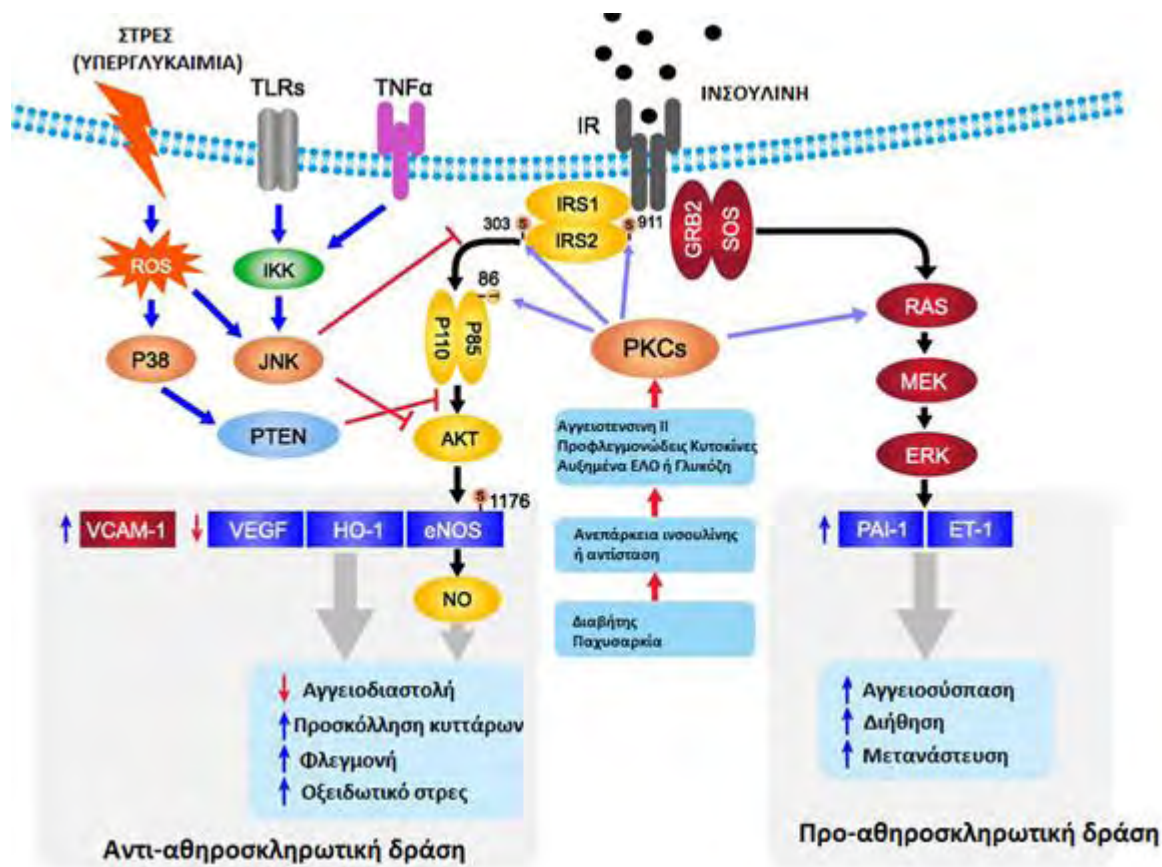 ΣΤΡΕΣ
(ΥΠΕΡΓΛΥΚΑΙΜΙΑ)
TLRs
TNFα
IR
ΙΝΣΟΥΛΙΝΗ
IRS1
IRS2
303
S
S
911
GRB2
SOS
ROS
IKK
86
T
P110
P85
P38
JNK
PKCs
RAS
MEK
PTEN
AKT
ERK
Αγγειοτενσινη ΙΙ
Προφλεγμονώδεις Κυτοκίνες
Αυξημένα ΕΛΟ ή Γλυκόζη
S
1176
VCAM-1
VEGF
HO-1
eNOS
Ανεπάρκεια ινσουλίνης
ή αντίσταση
PAI-1
ET-1
NO
Διαβήτης
Παχυσαρκία
Αγγειοδιαστολή
Προσκόλληση κυττάρων
Φλεγμονή
Οξειδωτικό στρες
Αγγειοσύσπαση
Διήθηση
Μετανάστευση
Αντι-αθηροσκληρωτική δράση
Προ-αθηροσκληρωτική δράση